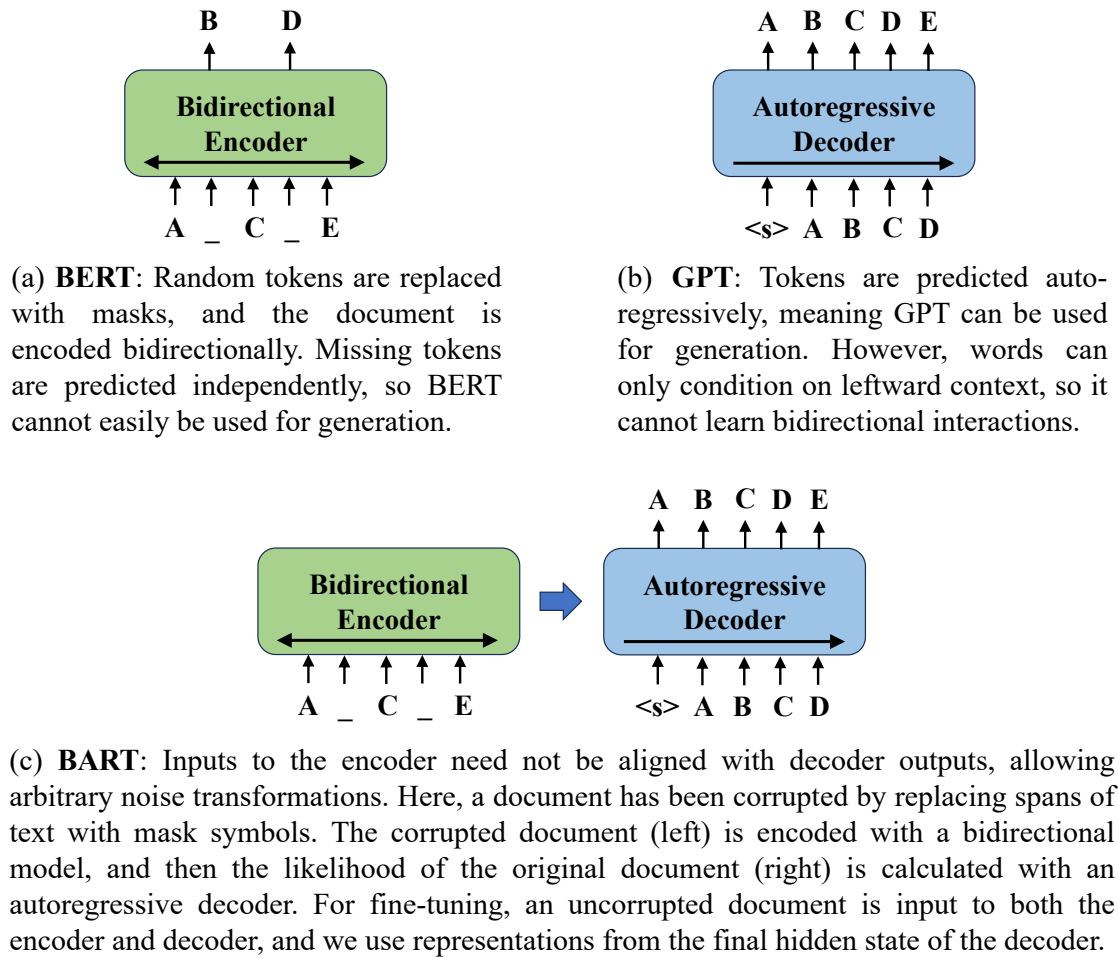 B D
Bidirectional
Encoder
A _ C _ E
(a) BERT: Random tokens are replaced
with masks, and the document is
encoded bidirectionally. Missing tokens
are predicted independently, so BERT
cannot easily be used for generation.
A B C D E
Autoregressive
Decoder
<s> A B C D
(b) GPT: Tokens are predicted auto-
regressively, meaning GPT can be used
for generation. However, words can
only condition on leftward context, so it
cannot learn bidirectional interactions.
Bidirectional
Encoder
A _ C _ E
A B C D E
Autoregressive
Decoder
<s> A B C D
(c) BART: Inputs to the encoder need not be aligned with decoder outputs, allowing
arbitrary noise transformations. Here, a document has been corrupted by replacing spans of
text with mask symbols. The corrupted document (left) is encoded with a bidirectional
model, and then the likelihood of the original document (right) is calculated with an
autoregressive decoder. For fine-tuning, an uncorrupted document is input to both the
encoder and decoder, and we use representations from the final hidden state of the decoder.